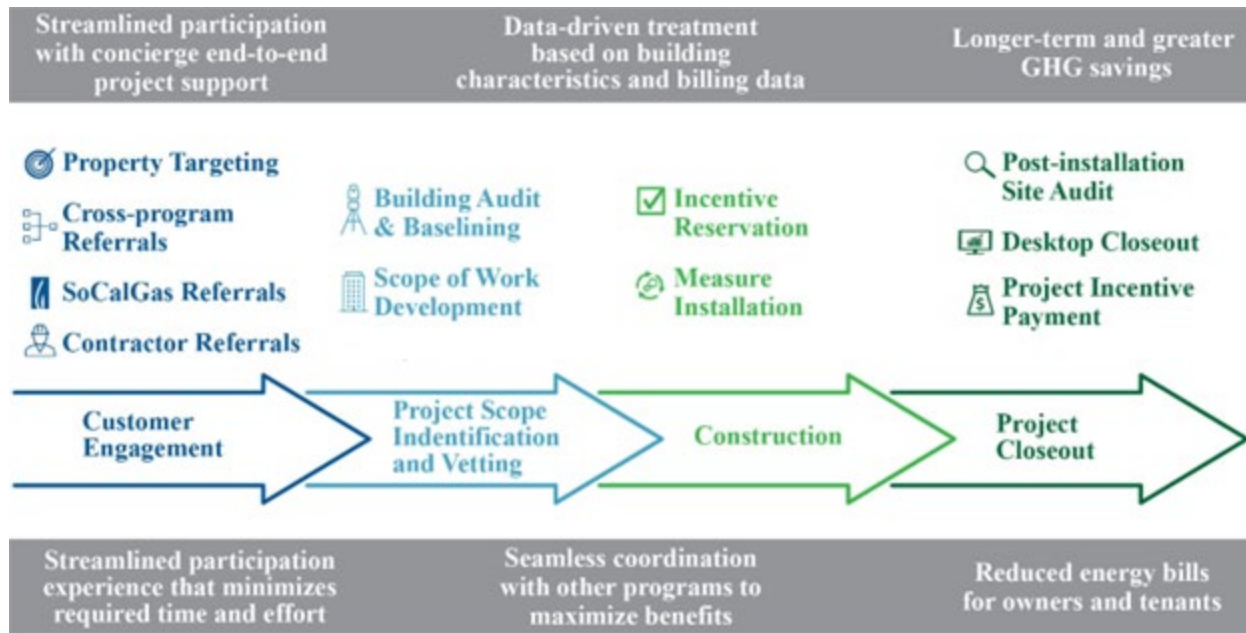 Streamlined participation
with concierge end-to-end
project support
Data-driven treatment
based on building
characteristics and billing data
Longer-term and greater
GHG savings
Property Targeting
Cross-program
Referrals
SoCalGas Referrals
Contractor Referrals
Building Audit
& Baselining
Scope of Work
Development
Incentive
Reservation
Measure
Installation
Post-installation
Site Audit
Desktop Closeout
Project Incentive
Payment
Customer
Engagement
Project Scope
Indentification
and Vetting
Construction
Project
Closeout
Streamlined participation
experience that minimizes
required time and effort
Seamless coordination
with other programs to
maximize benefits
Reduced energy bills
for owners and tenants